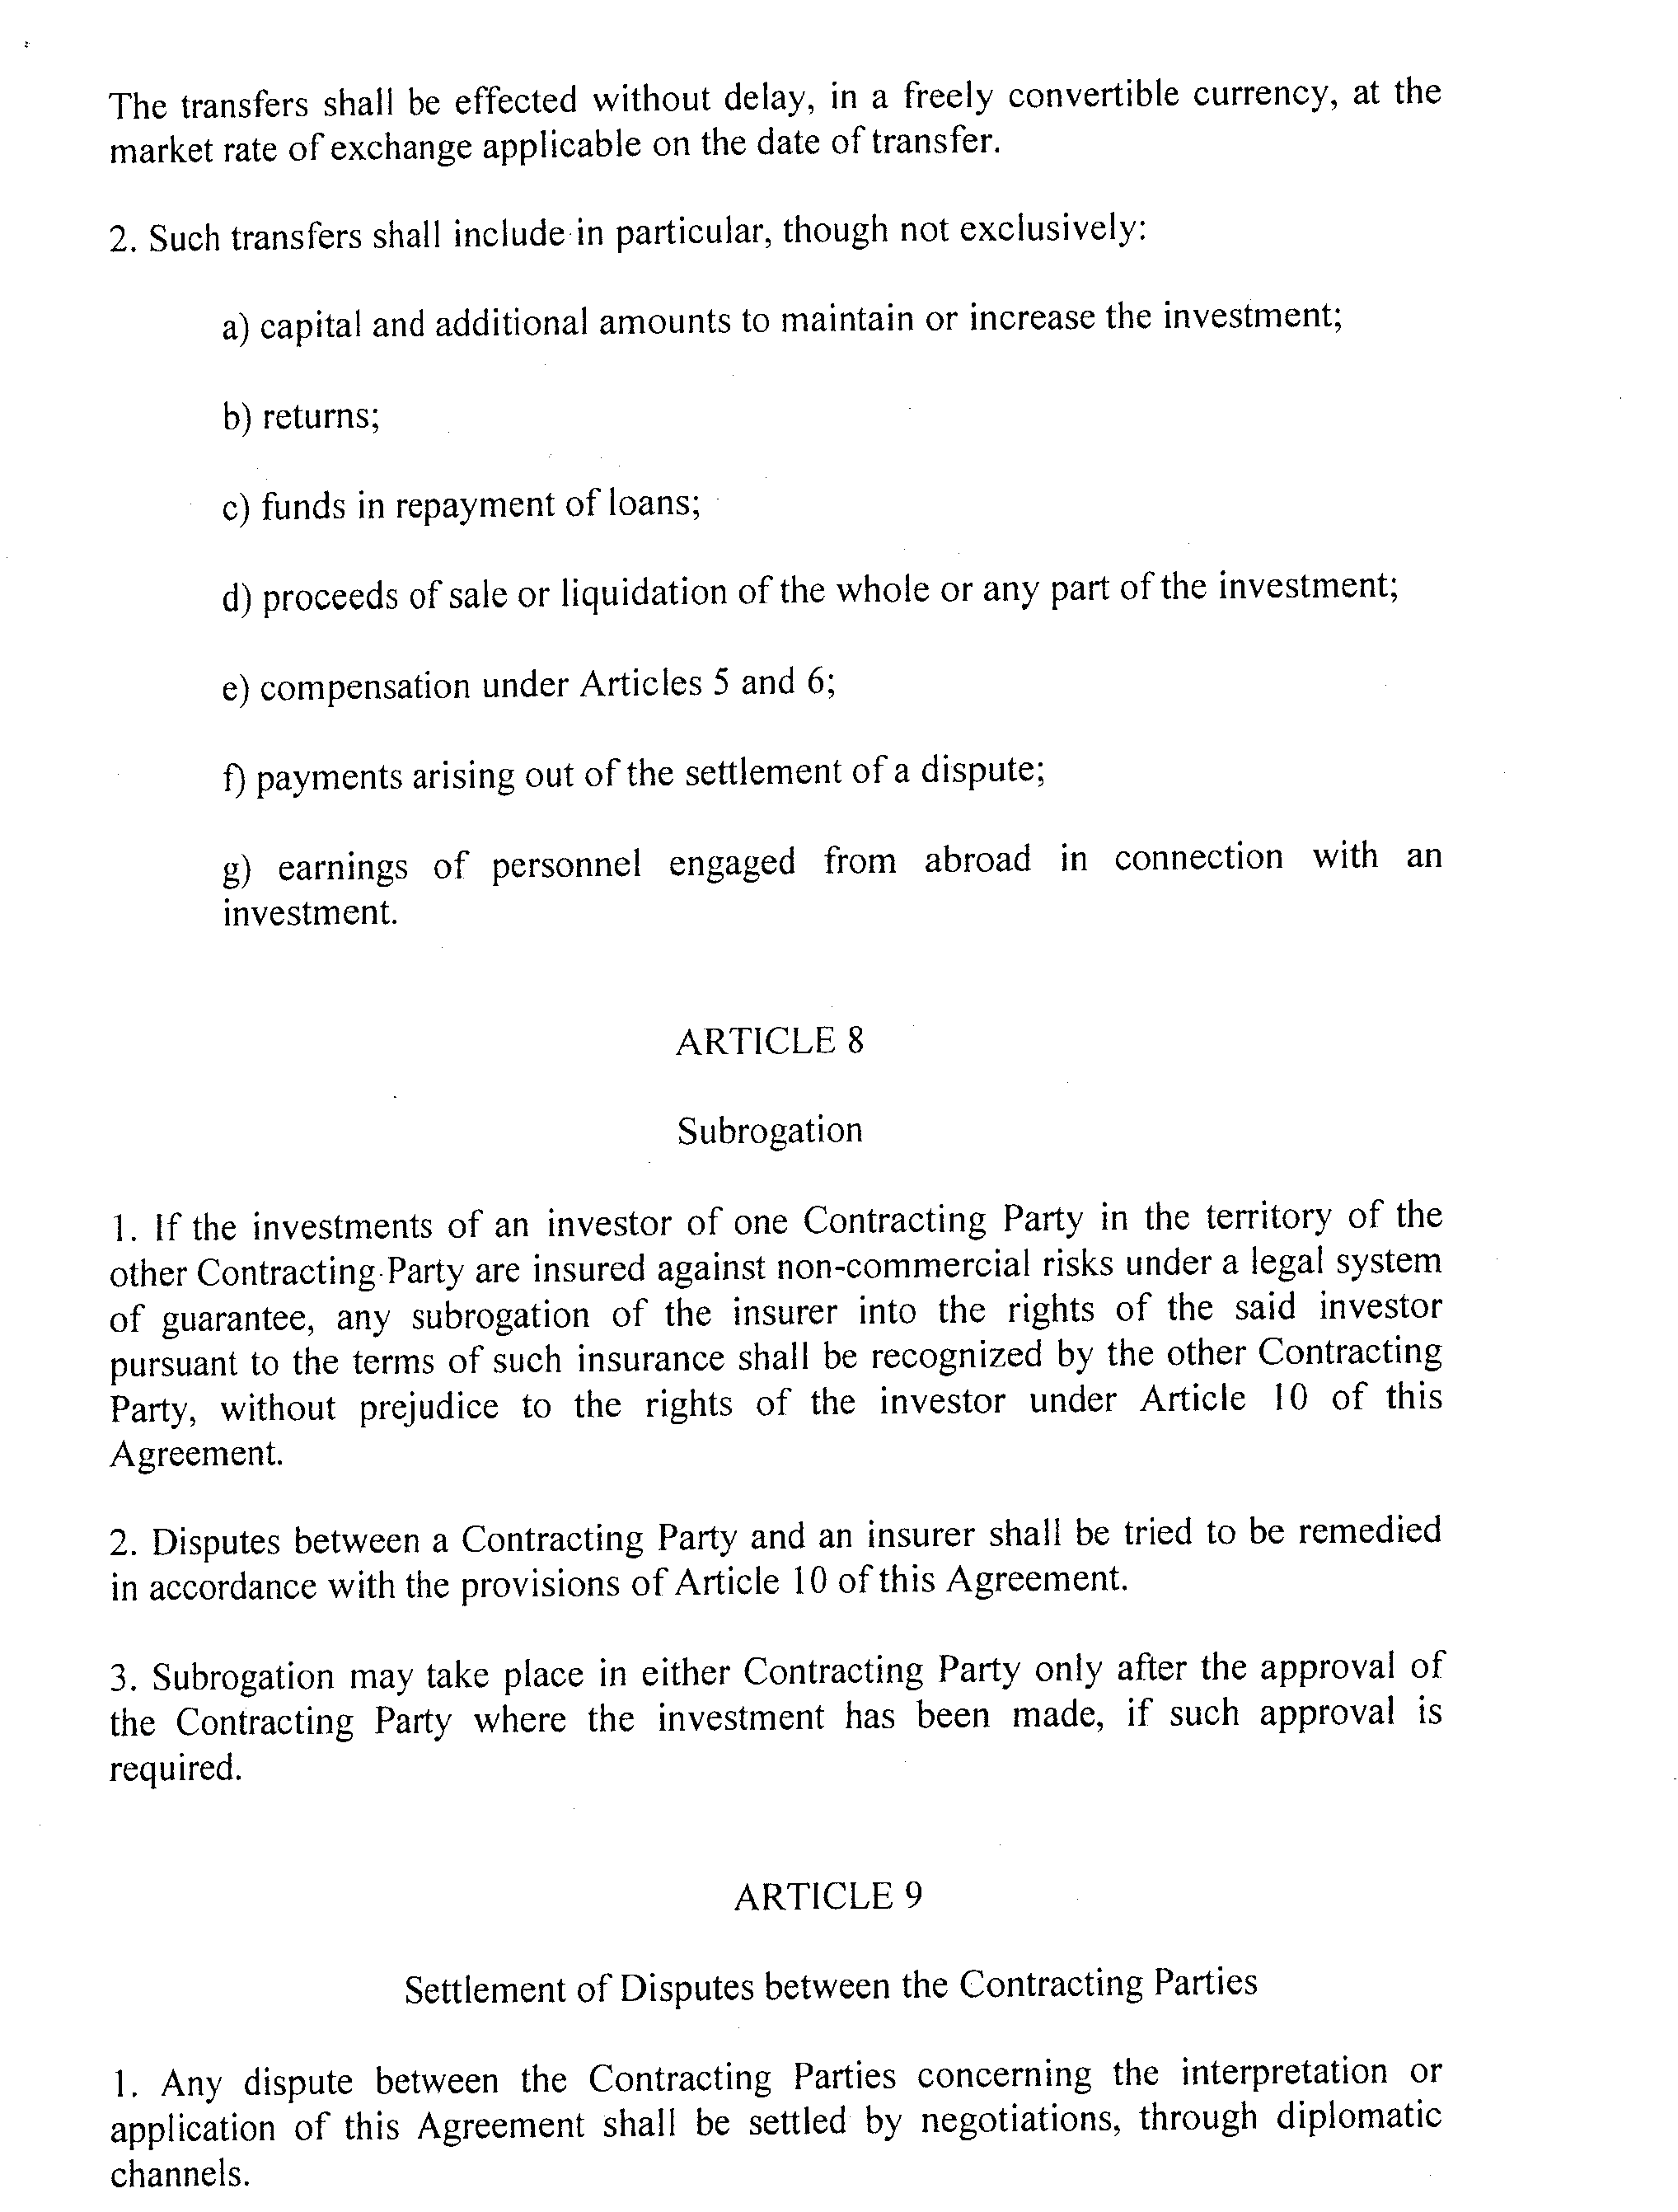 The transfers shall be effected without delay, in a freely convertible currency, at the
market rate of exchange applicable on the date of transfer.
2. Such transfers shall include in particular, though not exclusively:
a) capital and additional amounts to maintain or increase the investment;
b) returns;
c) funds in repayment of loans;
d) proceeds of sale or liquidation of the whole or any part of the investment;
e) compensation under Articles 5 and 6;
f) payments arising out of the settlement of a dispute;
g) earnings of personnel engaged from abroad in connection with an
investment.
ARTICLE 8
Subrogation
1. If the investments of an investor of one Contracting Party in the territory of the
other Contracting Party are insured against non-commercial risks under a legal system
of guarantee, any subrogation of the insurer into the rights of the said investor
pursuant to the terms of such insurance shall be recognized by the other Contracting
Party, without prejudice to the rights of the investor under Article 10 of this
Agreement.
2. Disputes between a Contracting Party and an insurer shall be tried to be remedied
in accordance with the provisions of Article 10 of this Agreement.
3. Subrogation may take place in either Contracting Party only after the approval of
the Contracting Party where the investment has been made, if such approval is
required.
ARTICLE 9
Settlement of Disputes between the Contracting Parties
1. Any dispute between the Contracting Parties concerning the interpretation or
application of this Agreement shall be settled by negotiations, through diplomatic
channels.